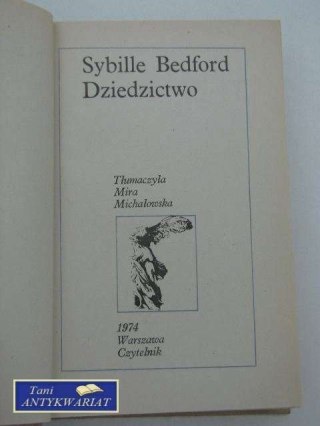 Sybille Bedford
Dziedzictwo
Tłumaczyła
Mira
Michałowska
1974
Warszawa
Czytelnik
Tani
ANTYKWARIAT